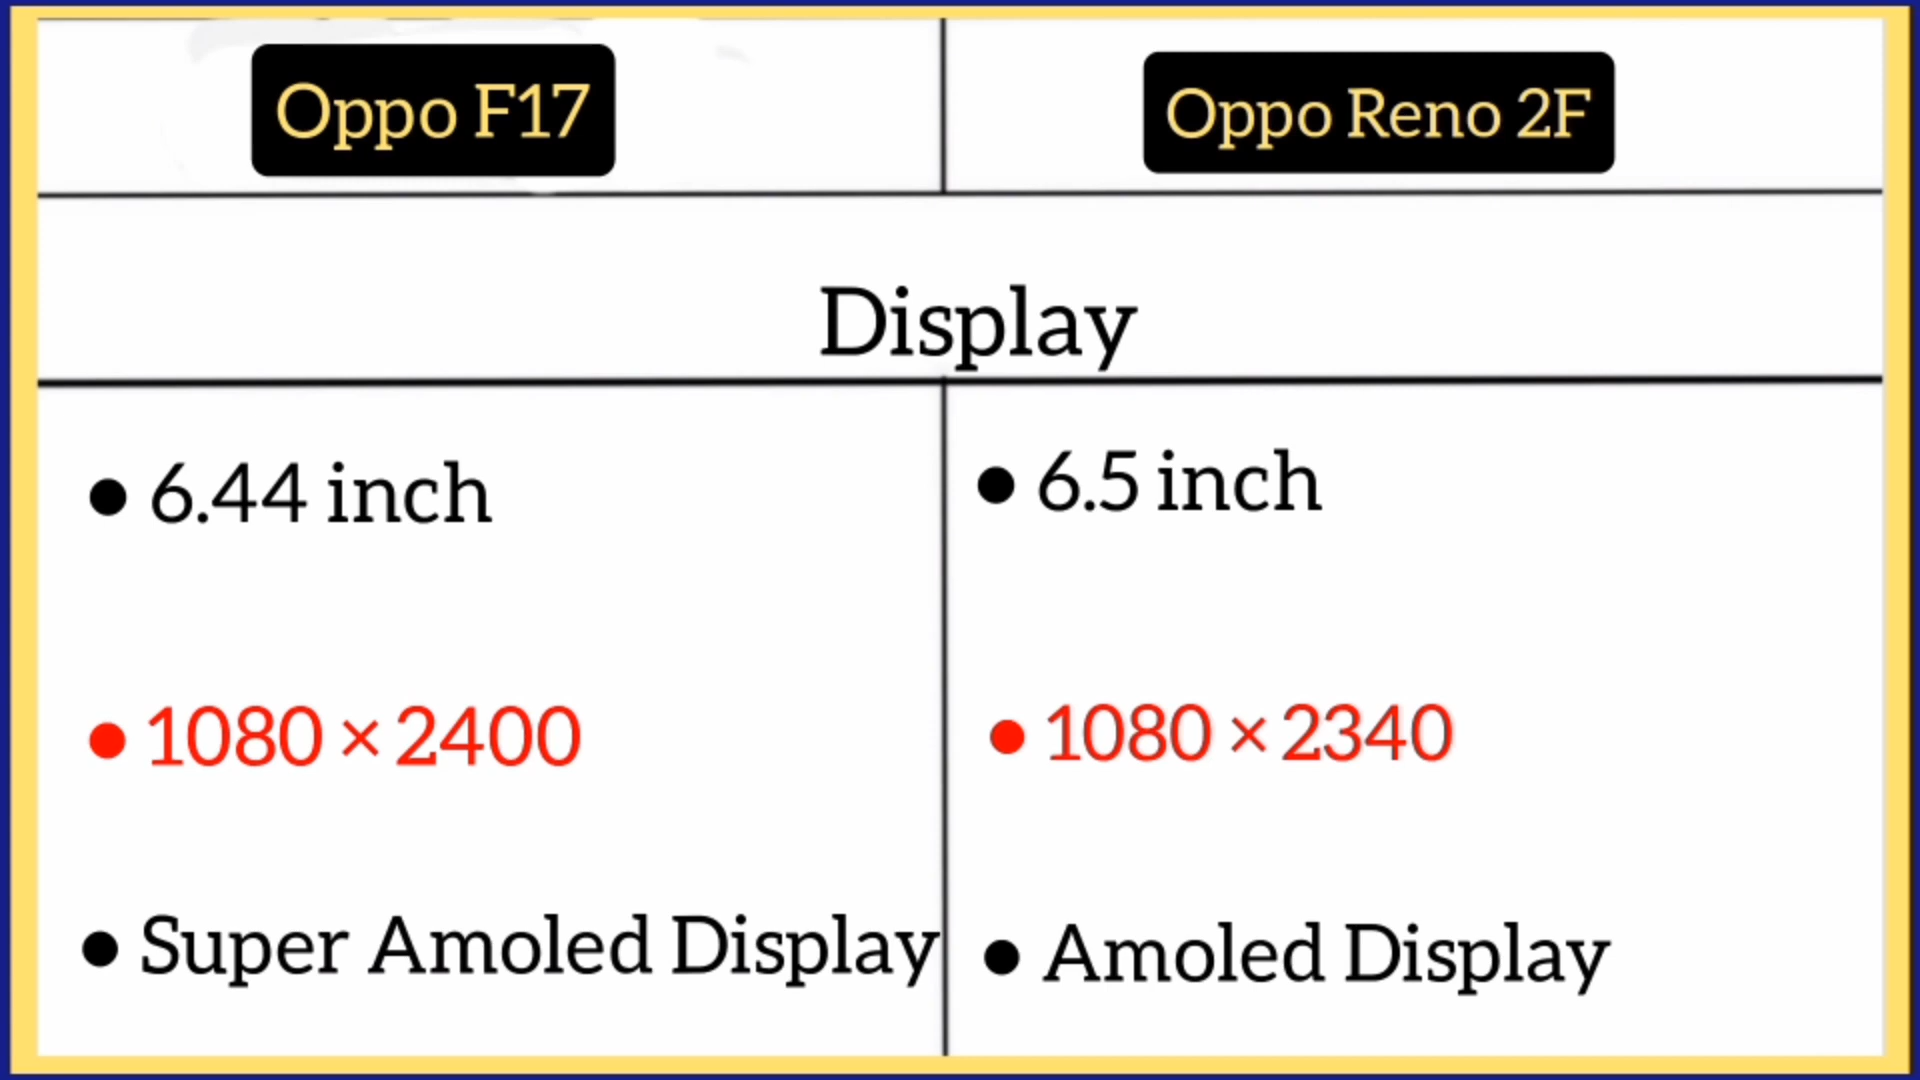 Oppo F17
Oppo Reno 2F
Display
● 6.44 inch
● 6.5 inch
● 1080 × 2400
● 1080 × 2340
● Super Amoled Display
● Amoled Display